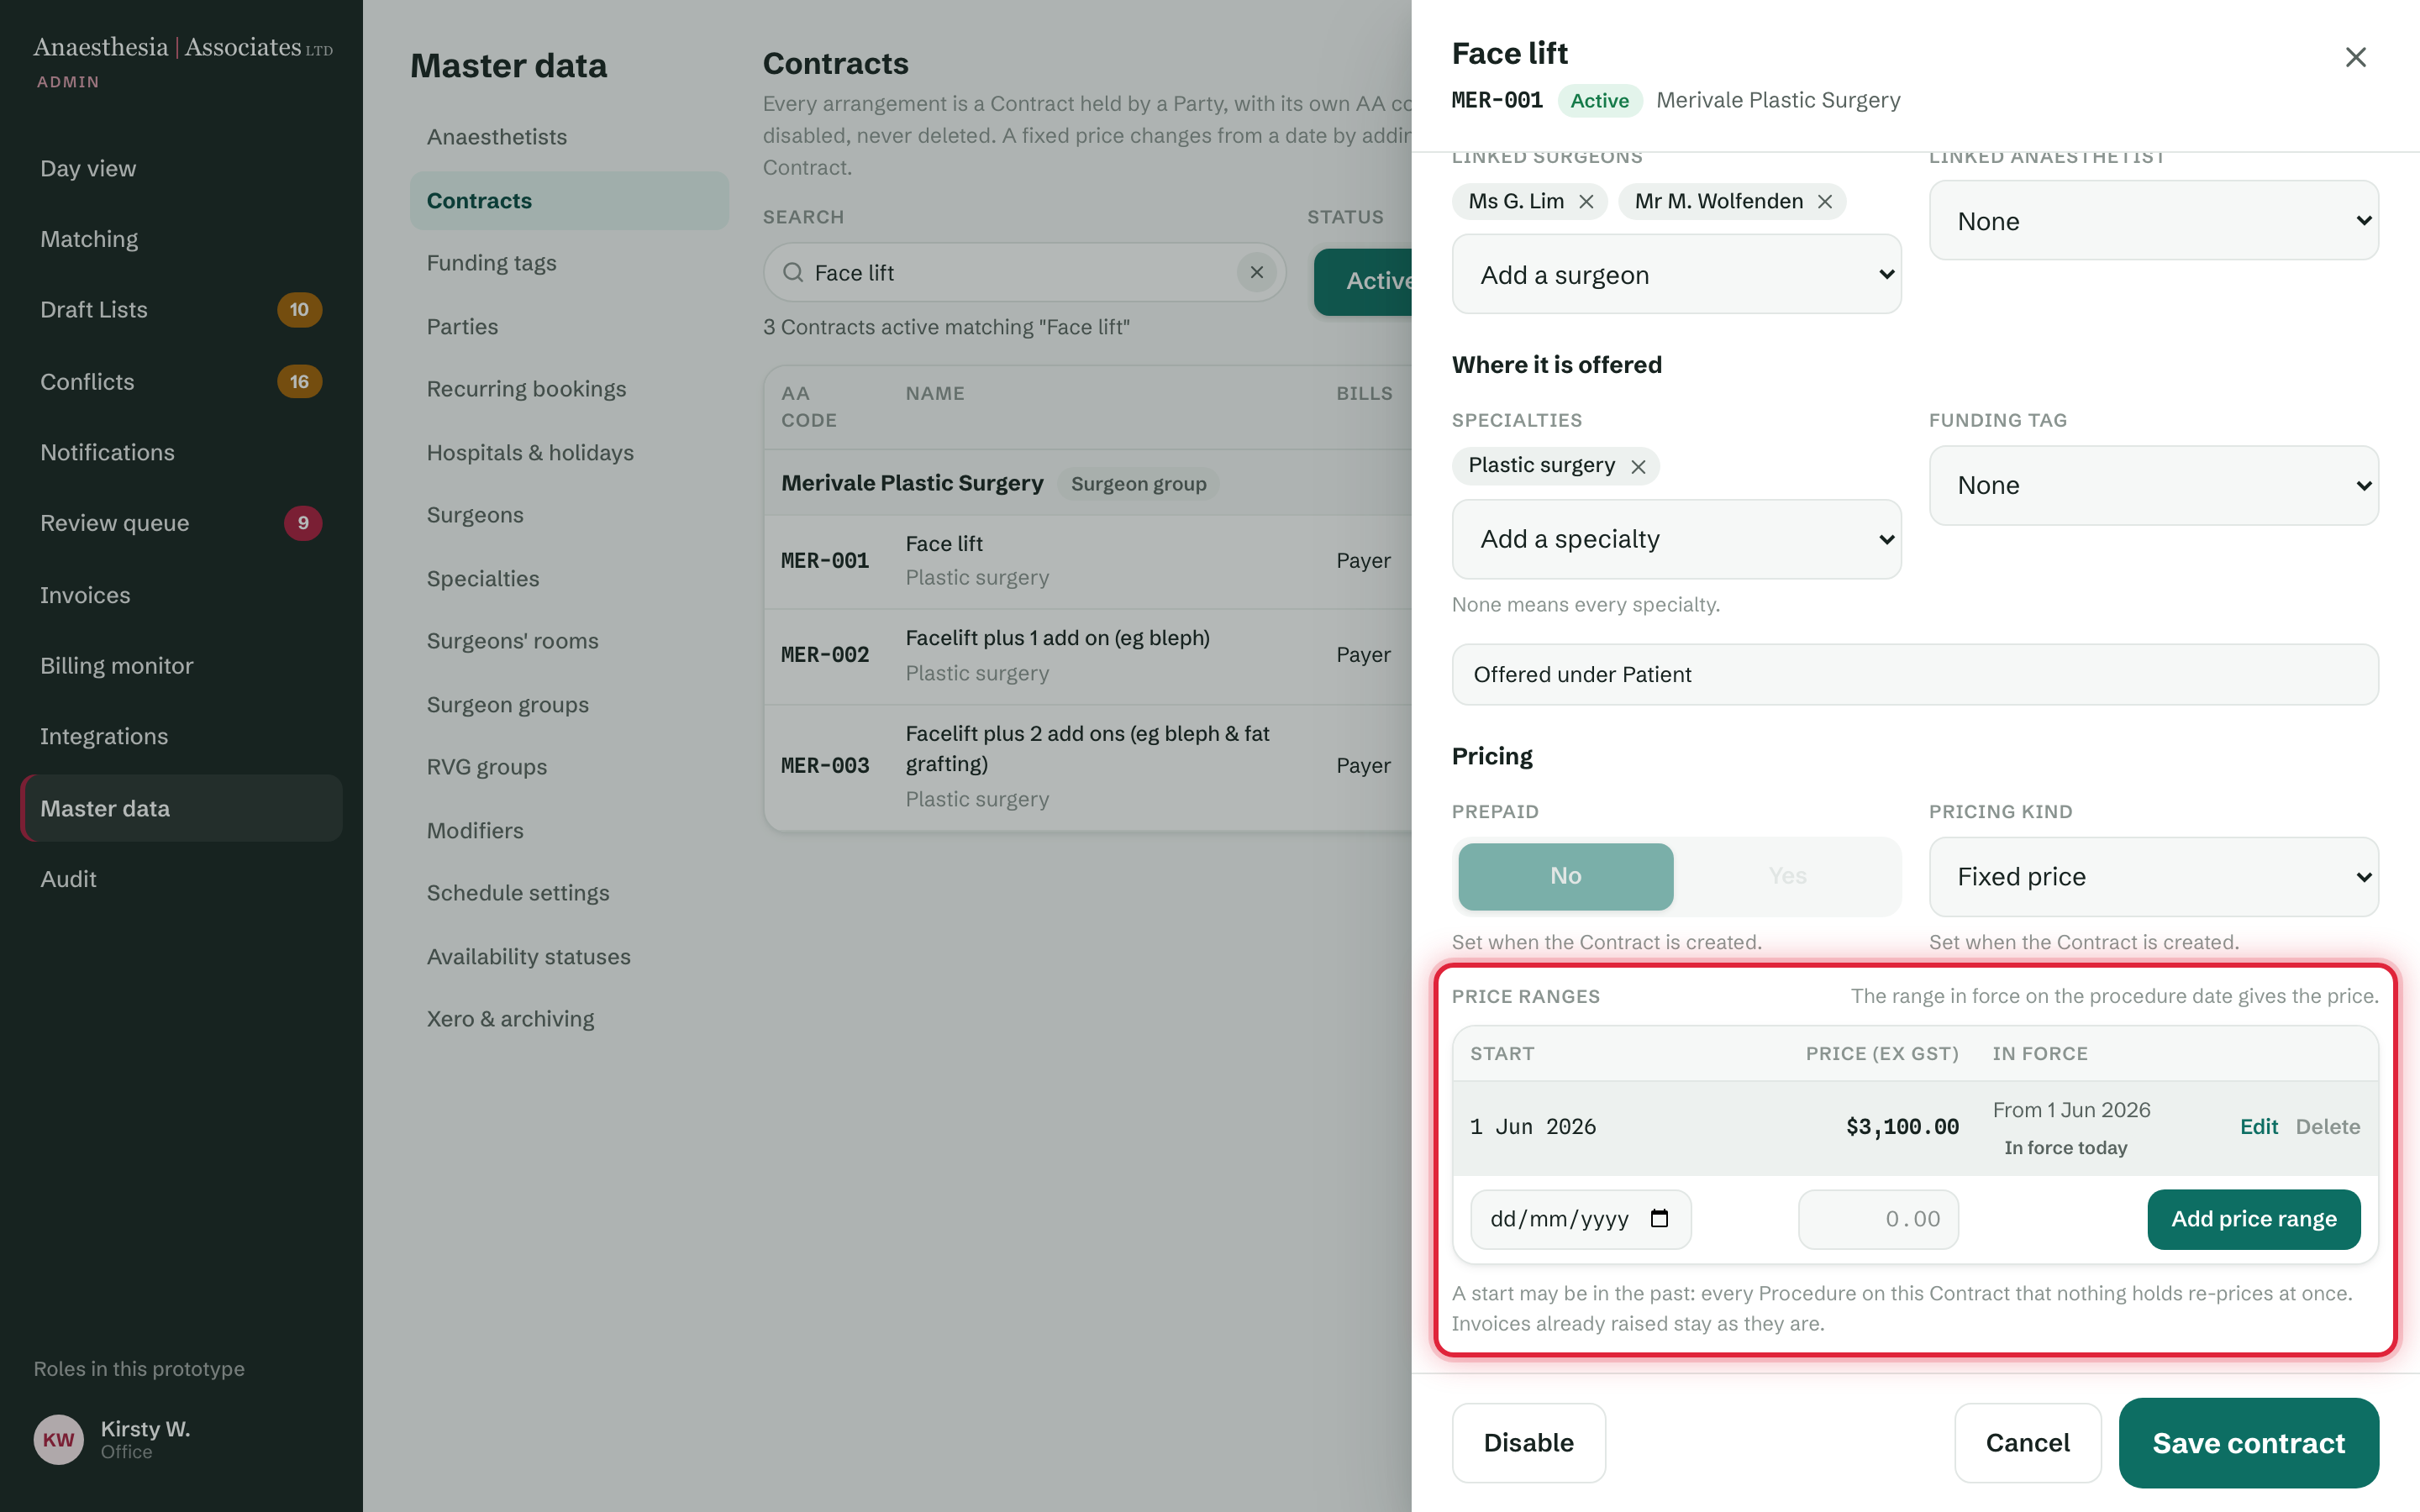 Anaesthesia | Associates LTD
ADMIN
Day view
Matching
Draft Lists 10
Conflicts 16
Notifications
Review queue 9
Invoices
Billing monitor
Integrations
Master data
Audit
Roles in this prototype
KW
Kirsty W.
Office
Master data
Anaesthetists
Contracts
Funding tags
Parties
Recurring bookings
Hospitals & holidays
Surgeons
Specialties
Surgeons' rooms
Surgeon groups
RVG groups
Modifiers
Schedule settings
Availability statuses
Xero & archiving
Contracts
Every arrangement is a Contract held by a Party, with its own AA co
disabled, never deleted. A fixed price changes from a date by addin
Contract.
SEARCH
STATUS
Face lift
Active
3 Contracts active matching "Face lift"
AA CODE
NAME
BILLS
Merivale Plastic Surgery Surgeon group
MER-001
Face lift
Plastic surgery
Payer
MER-002
Facelift plus 1 add on (eg bleph)
Plastic surgery
Payer
MER-003
Facelift plus 2 add ons (eg bleph & fat
grafting)
Plastic surgery
Payer
Face lift
MER-001 Active Merivale Plastic Surgery
LINKED SURGEONS
LINKED ANAESTHETIST
Ms G. Lim
Mr M. Wolfenden
Add a surgeon
None
Where it is offered
SPECIALTIES
FUNDING TAG
Plastic surgery
Add a specialty
None
None means every specialty.
Offered under Patient
Pricing
PREPAID
PRICING KIND
No
Yes
Fixed price
Set when the Contract is created.
Set when the Contract is created.
PRICE RANGES
The range in force on the procedure date gives the price.
START
PRICE (EX GST)
IN FORCE
1 Jun 2026
$3,100.00
From 1 Jun 2026
In force today
Edit
Delete
dd/mm/yyyy
0.00
Add price range
A start may be in the past: every Procedure on this Contract that nothing holds re-prices at once.
Invoices already raised stay as they are.
Disable
Cancel
Save contract